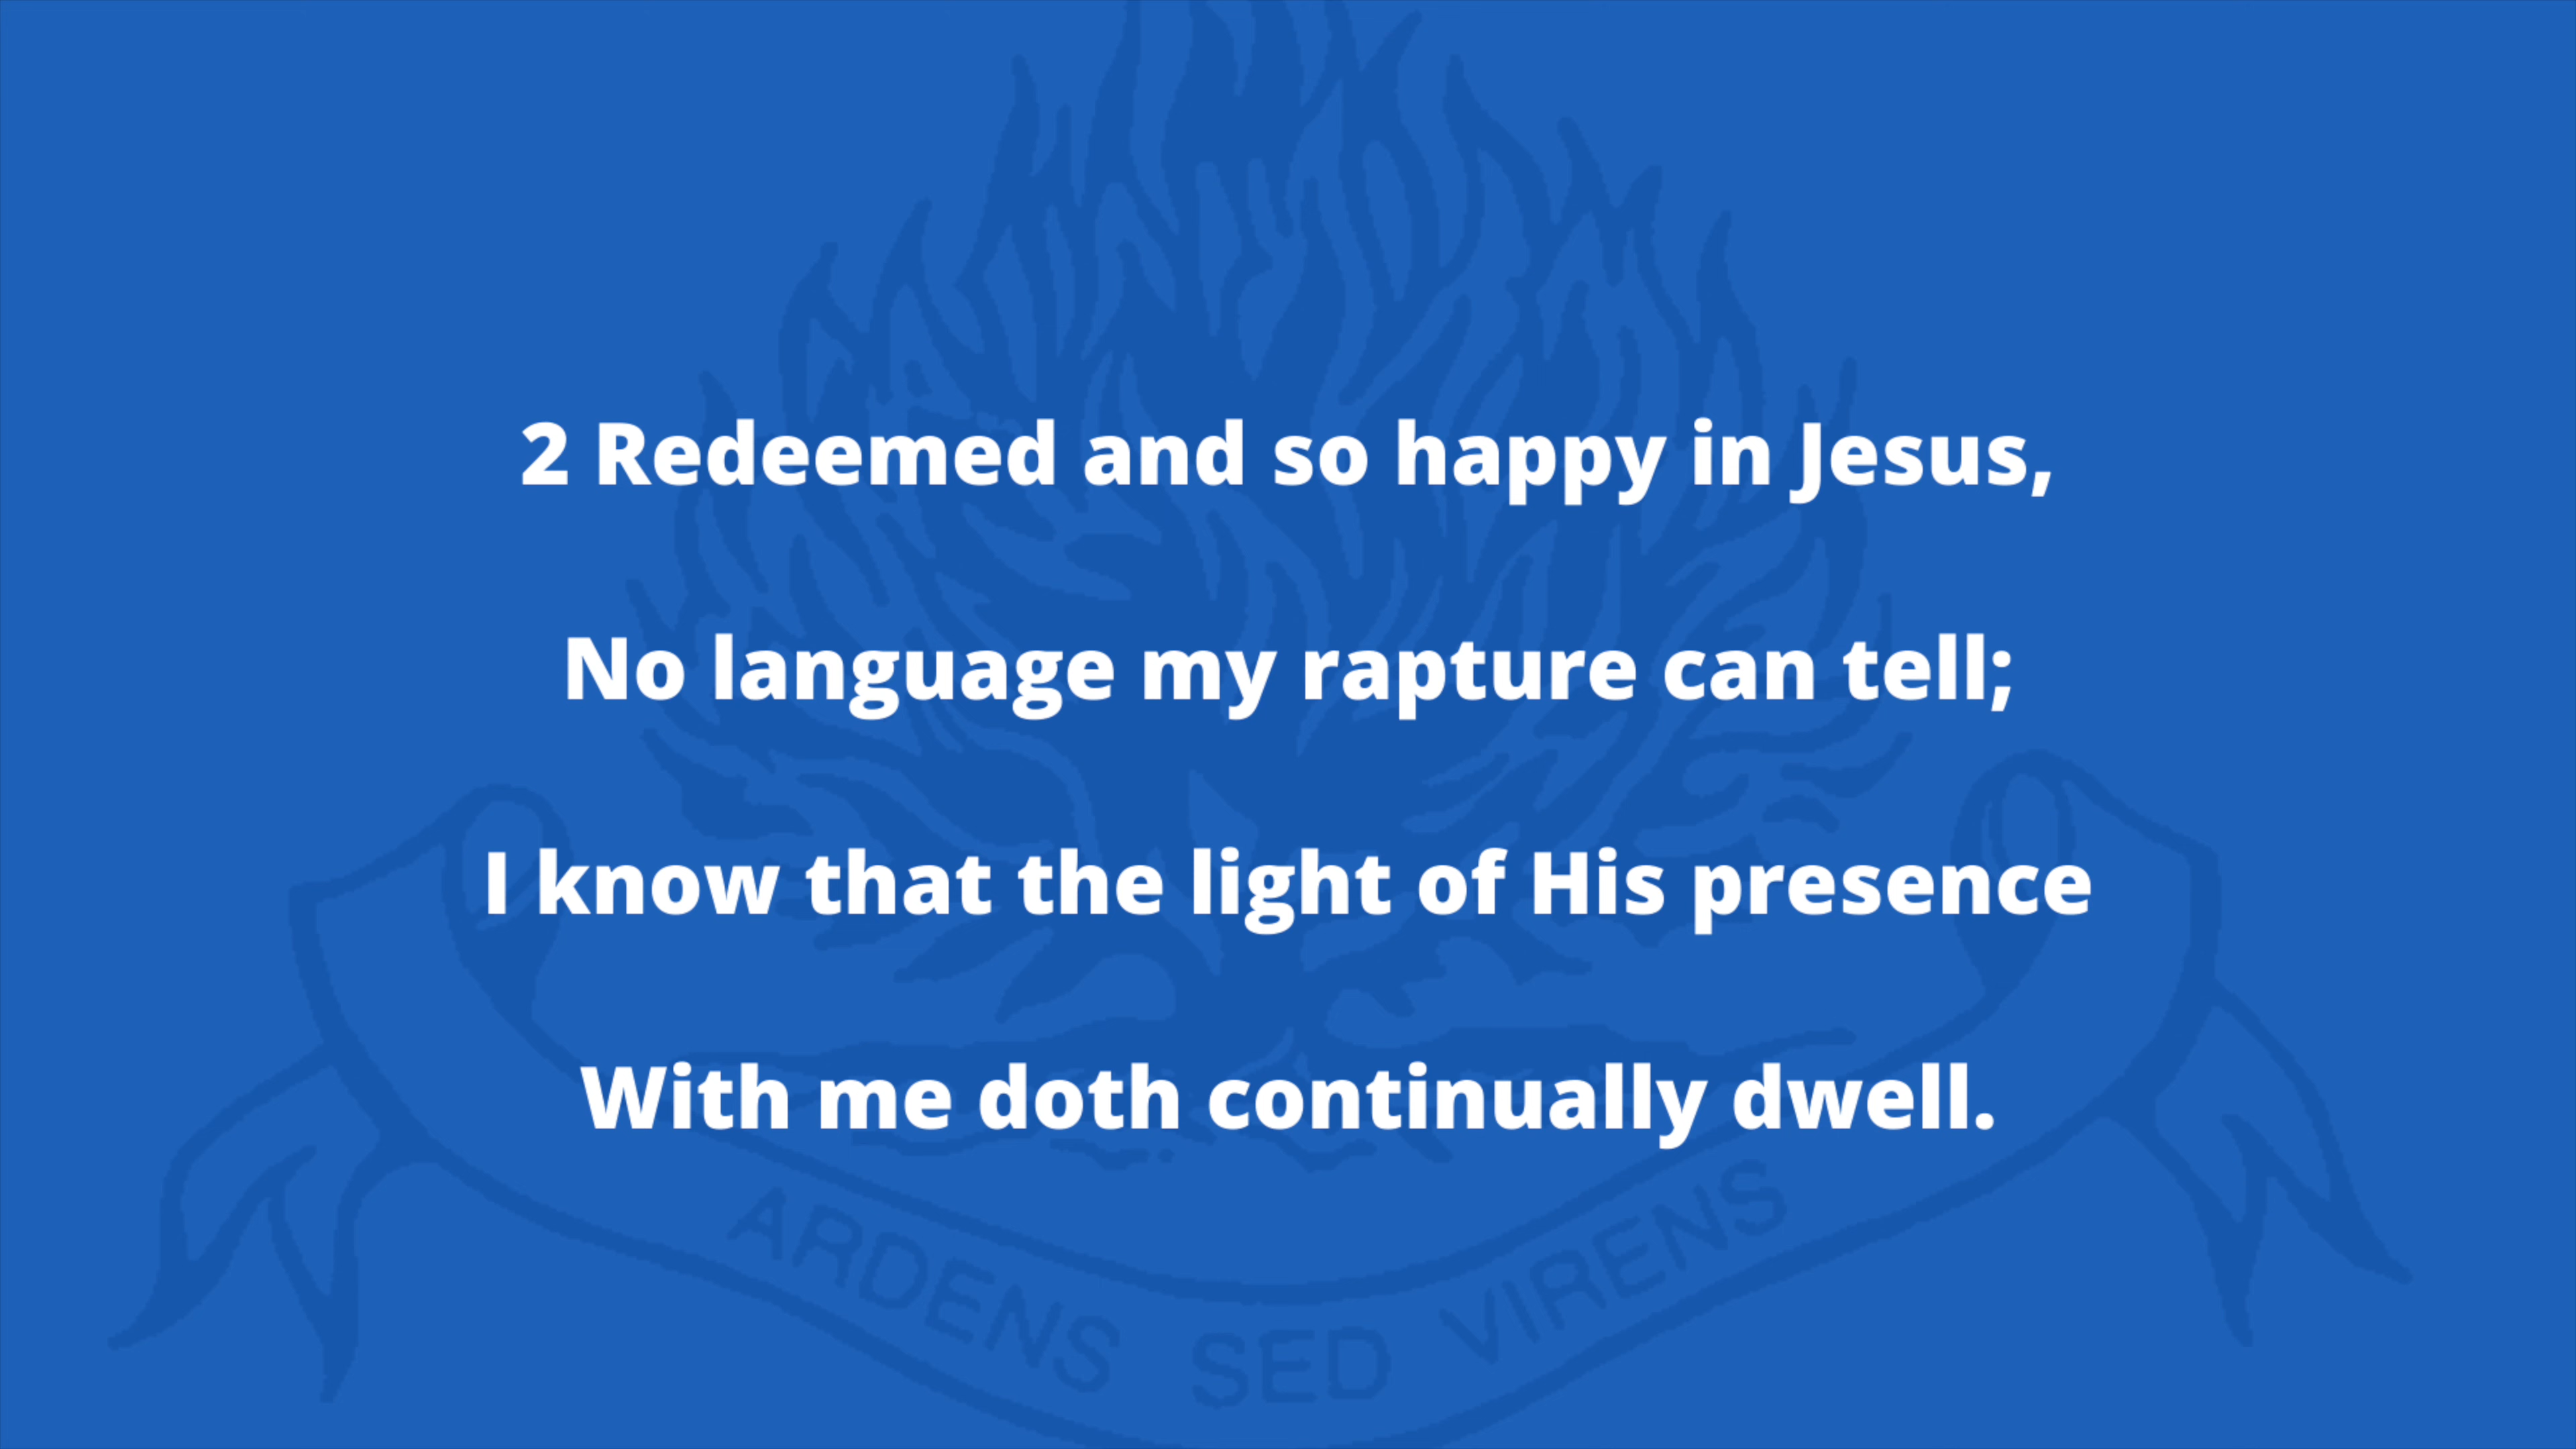 2 Redeemed and so happy in Jesus,
No language my rapture can tell;
I know that the light of His presence
With me doth continually dwell.
ARDENS SED VIRENS